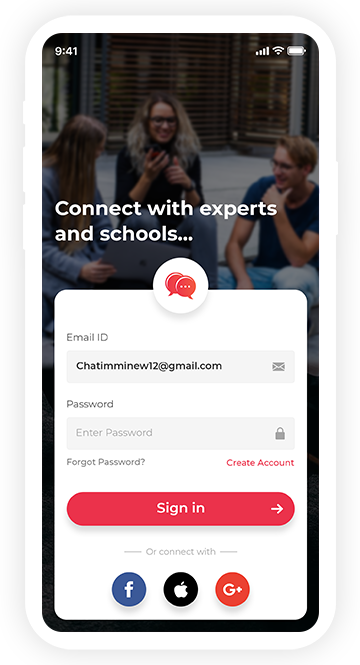 9:41
Connect with experts
and schools...
Email ID
Chatimminew12@gmail.com
Password
Enter Password
Forgot Password? Create Account
Sign in
Or connect with
f
G+